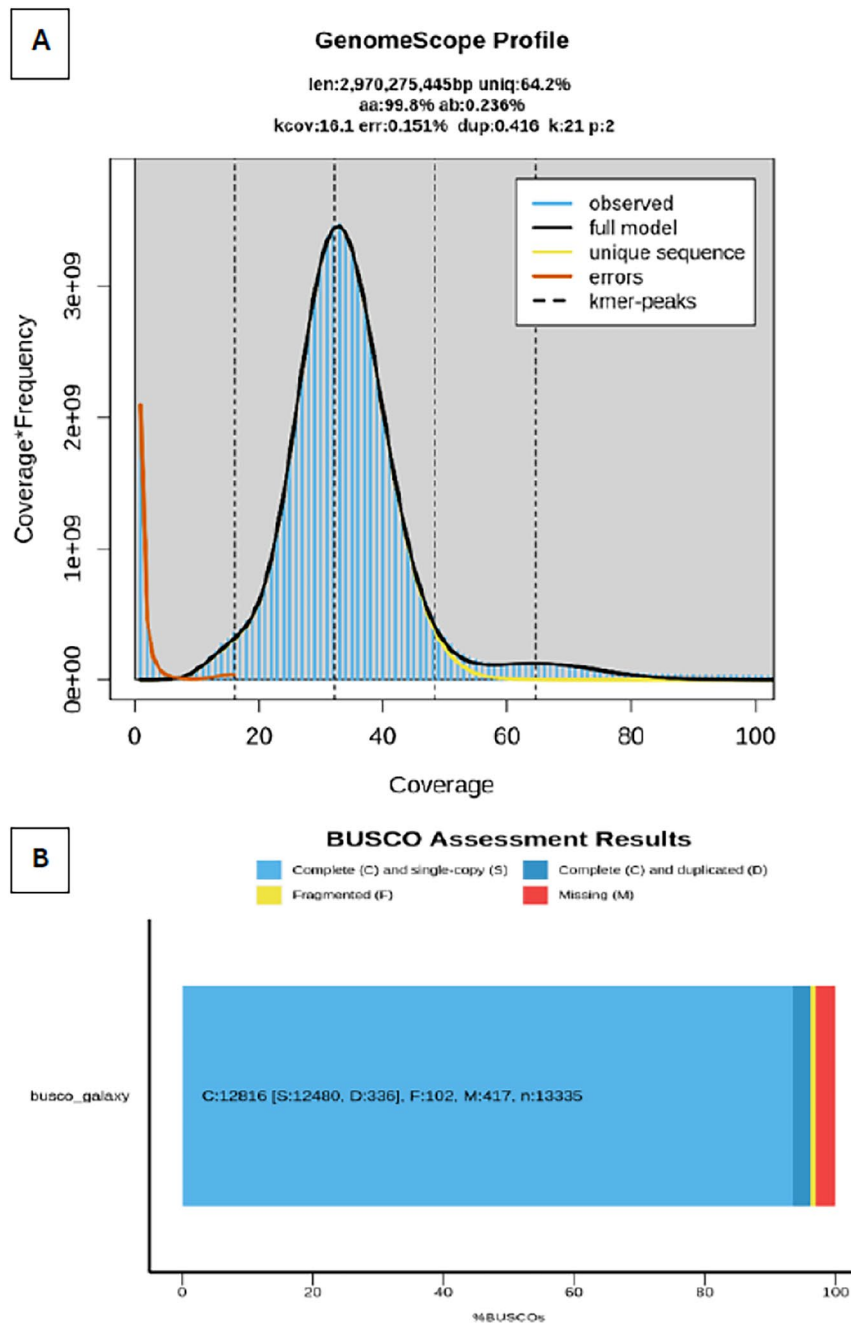 A
GenomeScope Profile
len:2,970,275,445bp uniq:64.2%
aa:99.8% ab:0.236%
kcov:16.1 err:0.151% dup:0.416 k:21 p:2
observed
full model
unique sequence
errors
kmer-peaks
Coverage*Frequency
3e+09
2e+09
1e+09
0e+00
0 20 40 60 80 100
Coverage
B
BUSCO Assessment Results
Complete (C) and single-copy (S) Complete (C) and duplicated (D)
Fragmented (F) Missing (M)
busco_galaxy
C:12816 [S:12480, D:336], F:102, M:417, n:13335
0 20 40 60 80 100
%BUSCOs